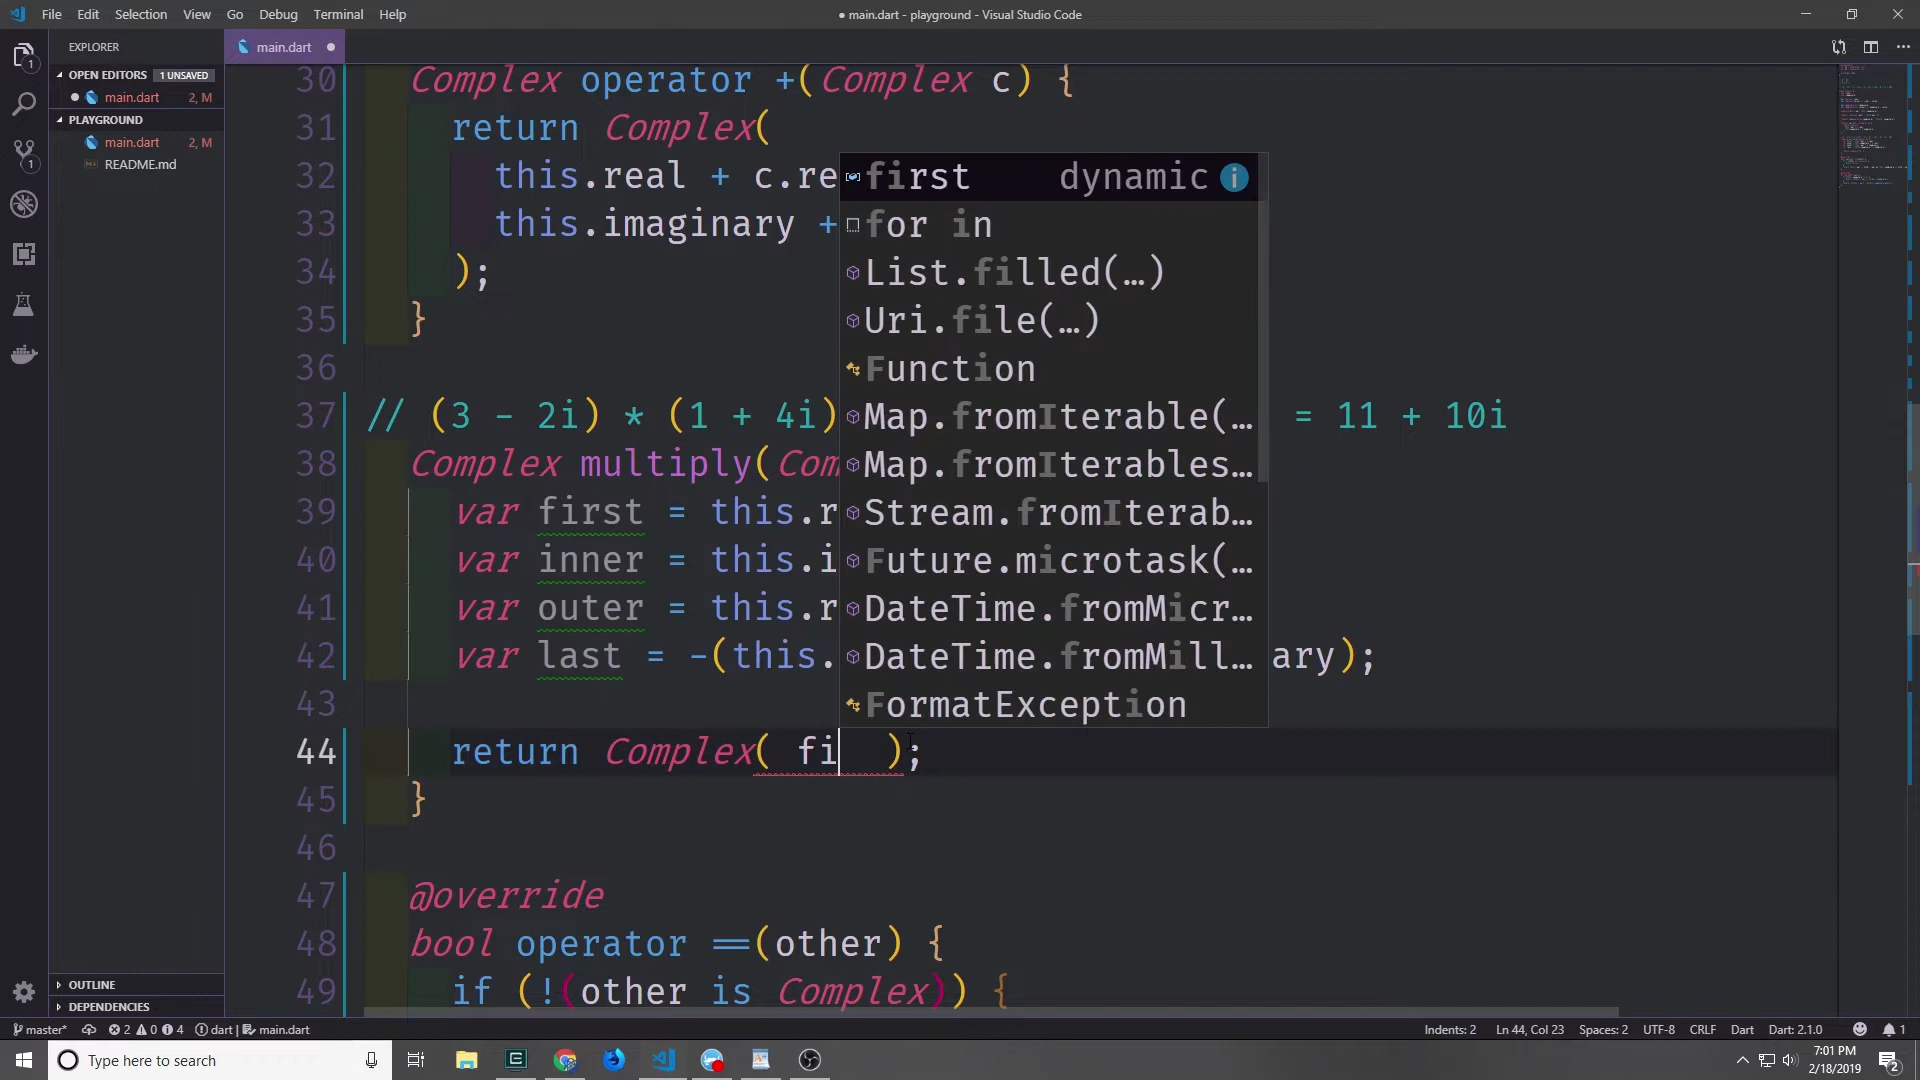 File Edit Selection View Go Debug Terminal Help
● main.dart - playground - Visual Studio Code
EXPLORER
OPEN EDITORS 1 UNSAVED
main.dart 2, M
PLAYGROUND
main.dart 2, M
README.md
OUTLINE
DEPENDENCIES
main.dart
30 Complex operator +(Complex c) {
31 return Complex(
32 this.real + c.re
33 this.imaginary +
34 );
35 }
36
37 // (3 - 2i) * (1 + 4i) = 11 + 10i
38 Complex multiply(Com
39 var first = this.r
40 var inner = this.i
41 var outer = this.r
42 var last = -(this. ary);
43
44 return Complex( fi );
45 }
46
47 @override
48 bool operator ==(other) {
49 if (!(other is Complex)) {
first dynamic
for in
List.filled(…)
Uri.file(…)
Function
Map.fromIterable(…
Map.fromIterables…
Stream.fromIterab…
Future.microtask(…
DateTime.fromMicr…
DateTime.fromMill…
FormatException
master* 2 0 4 dart | main.dart
Indents: 2 Ln 44, Col 23 Spaces: 2 UTF-8 CRLF Dart Dart: 2.1.0 1
Type here to search
7:01 PM
2/18/2019
2